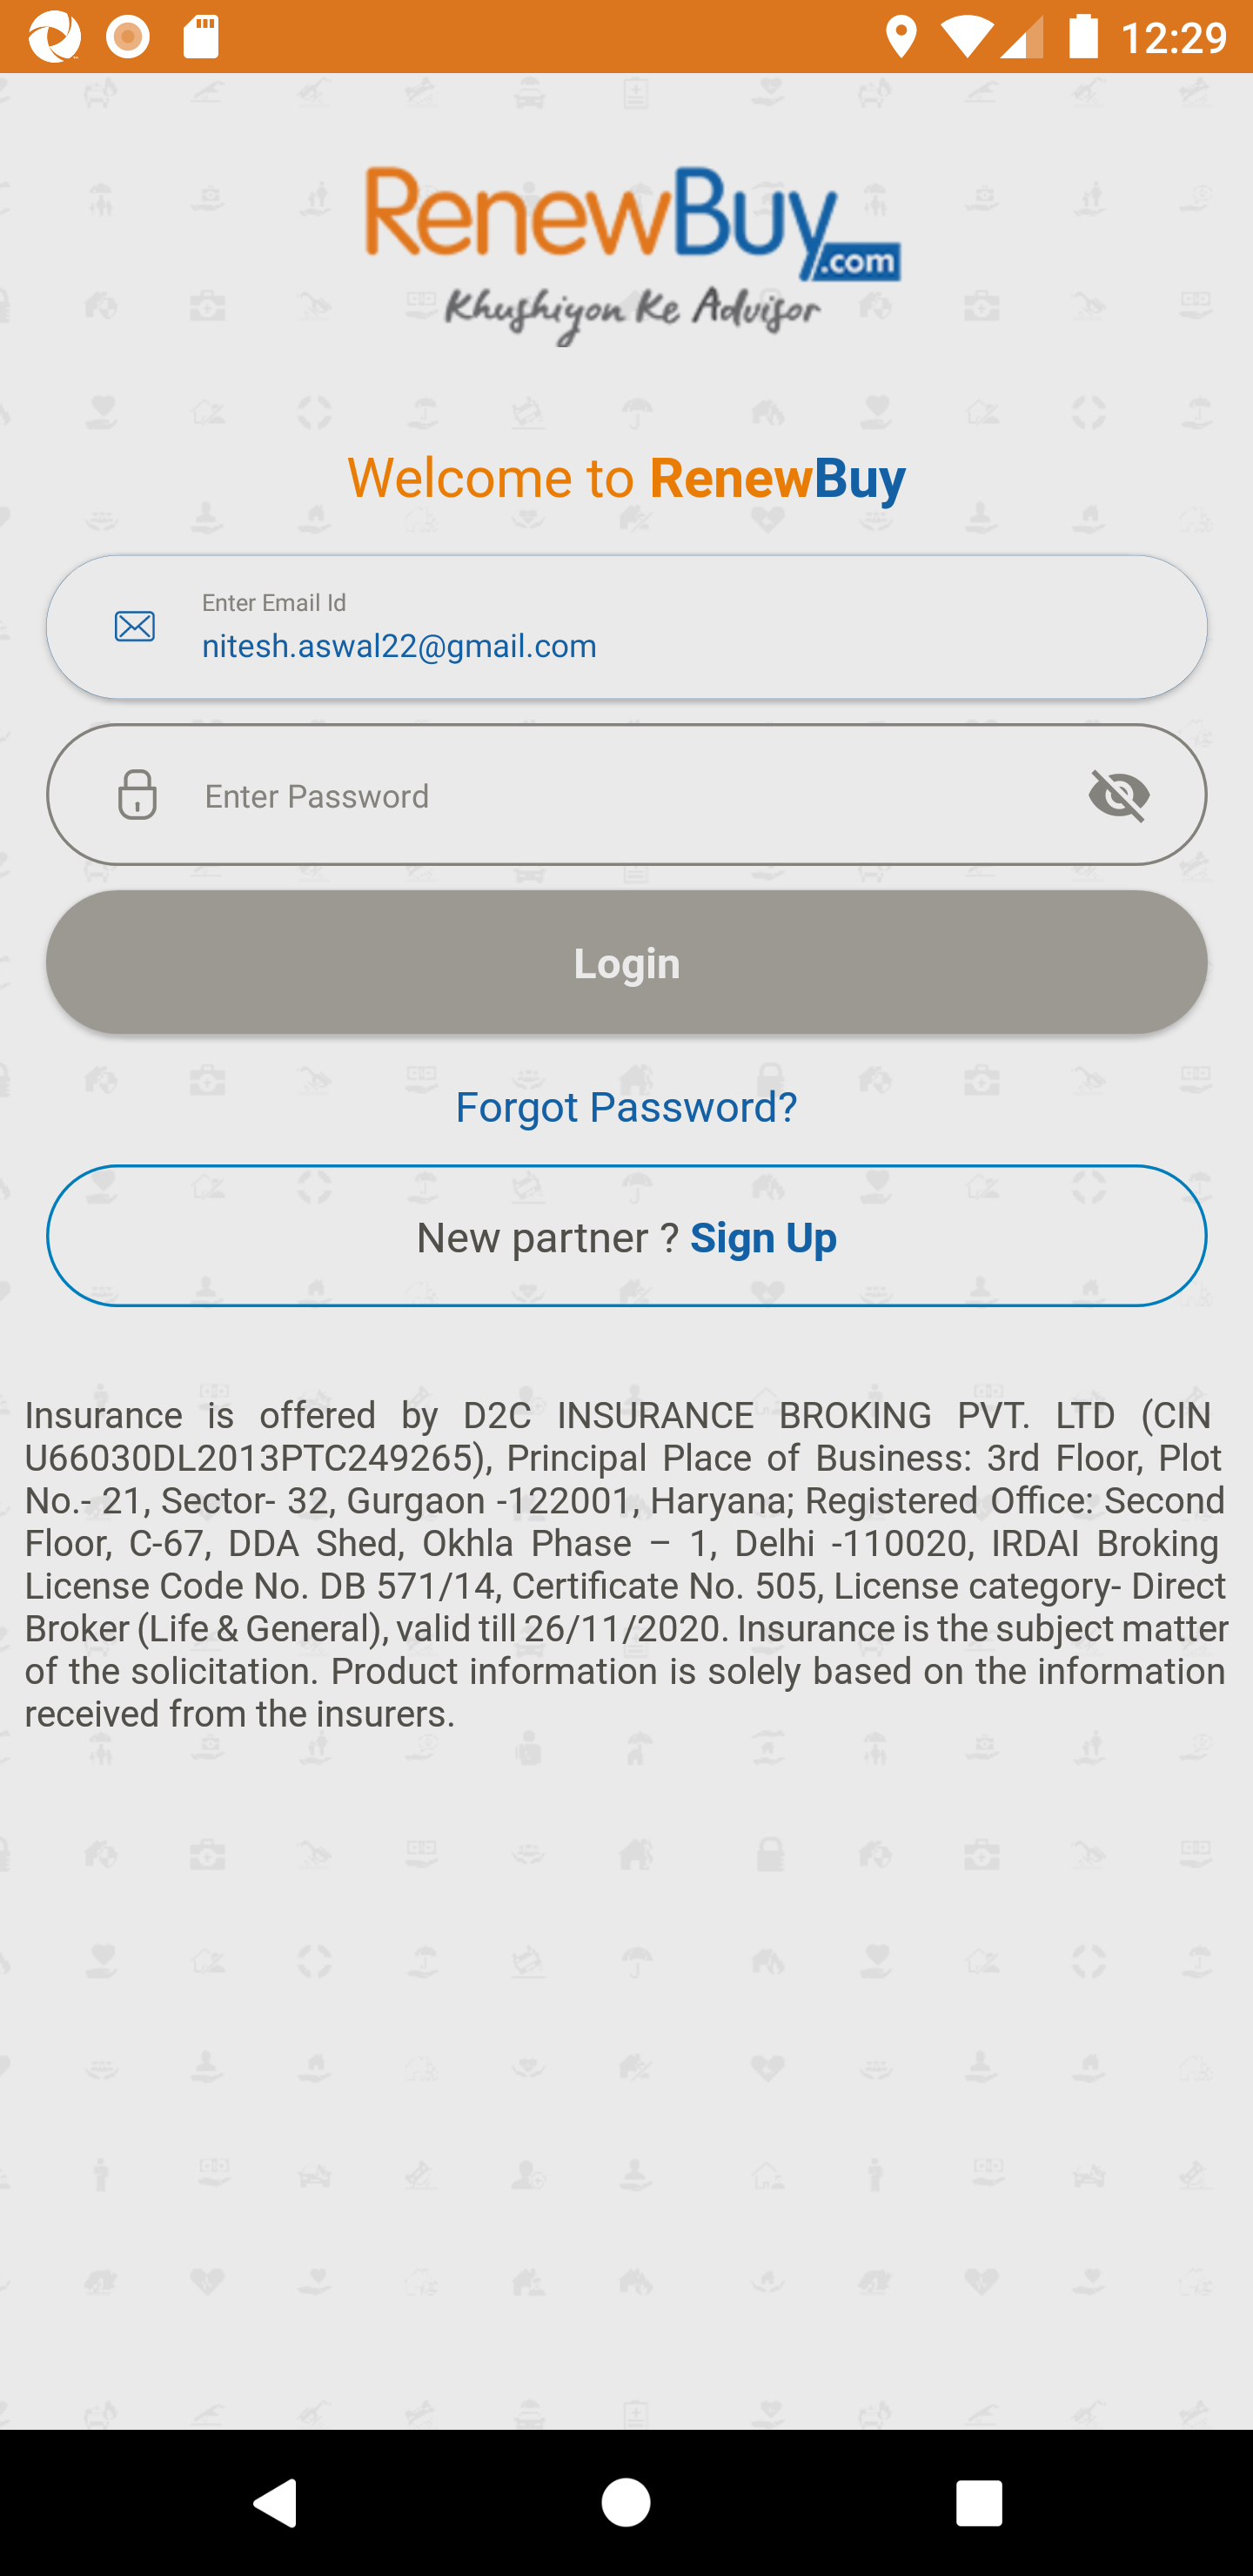 12:29
RenewBuy
.com
Khushiyon Ke Advisor
Welcome to RenewBuy
Enter Email Id
nitesh.aswal22@gmail.com
Enter Password
Login
Forgot Password?
New partner ? Sign Up
Insurance is offered by D2C INSURANCE BROKING PVT. LTD (CIN
U66030DL2013PTC249265), Principal Place of Business: 3rd Floor, Plot
No.- 21, Sector- 32, Gurgaon -122001, Haryana; Registered Office: Second
Floor, C-67, DDA Shed, Okhla Phase – 1, Delhi -110020, IRDAI Broking
License Code No. DB 571/14, Certificate No. 505, License category- Direct
Broker (Life & General), valid till 26/11/2020. Insurance is the subject matter
of the solicitation. Product information is solely based on the information
received from the insurers.